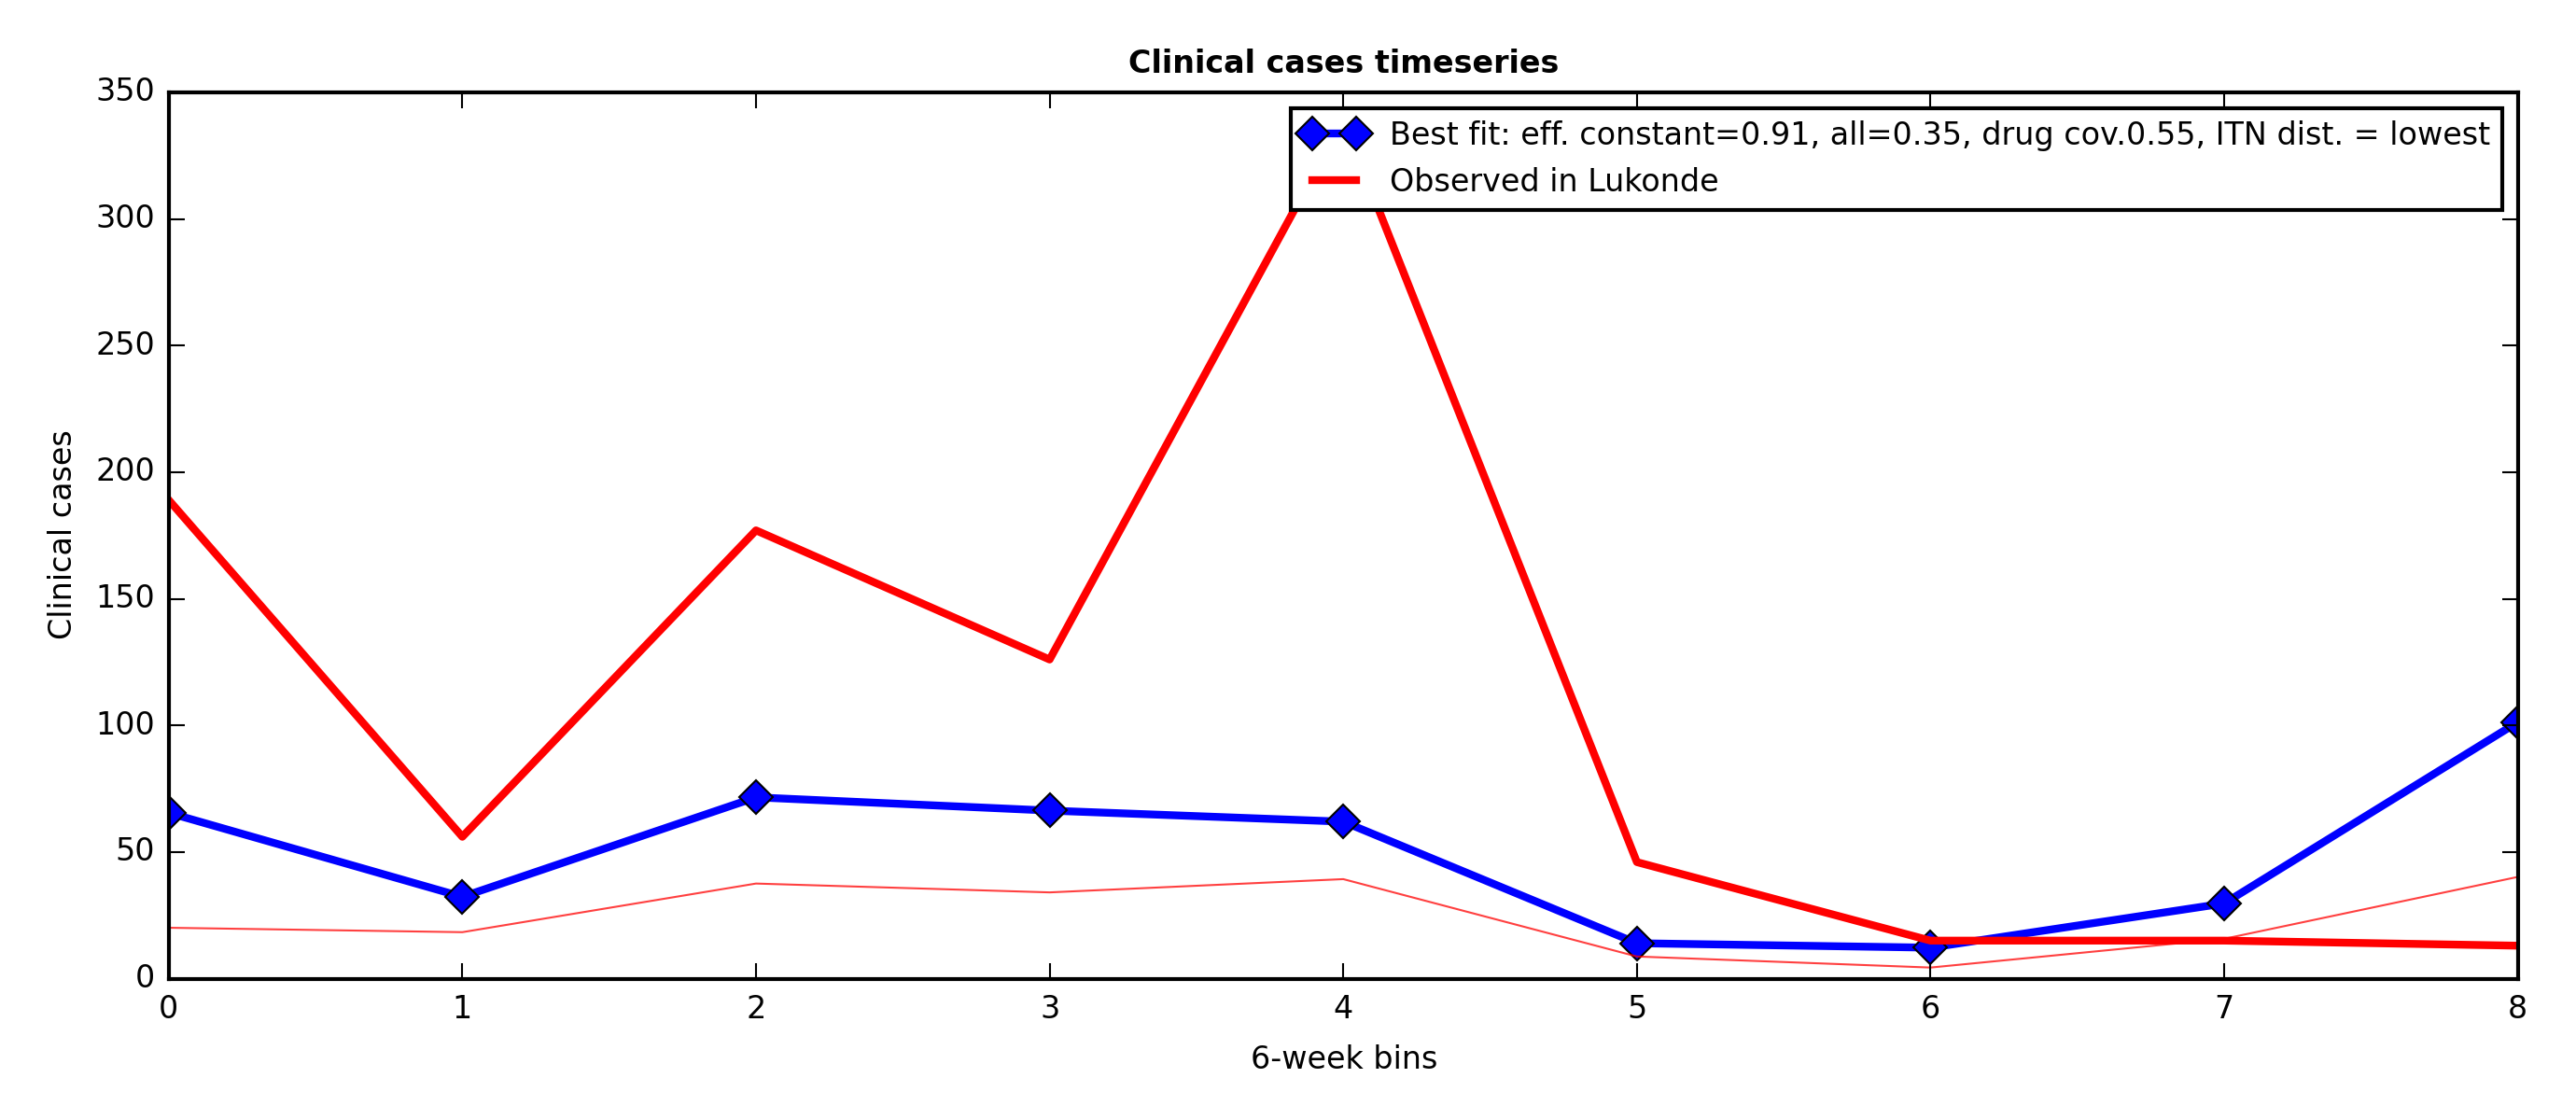 Clinical cases timeseries
350
300
250
200
150
100
50
0
Clinical cases
Best fit: eff. constant=0.91, all=0.35, drug cov.0.55, ITN dist. = lowest
Observed in Lukonde
0 1 2 3 4 5 6 7 8
6-week bins